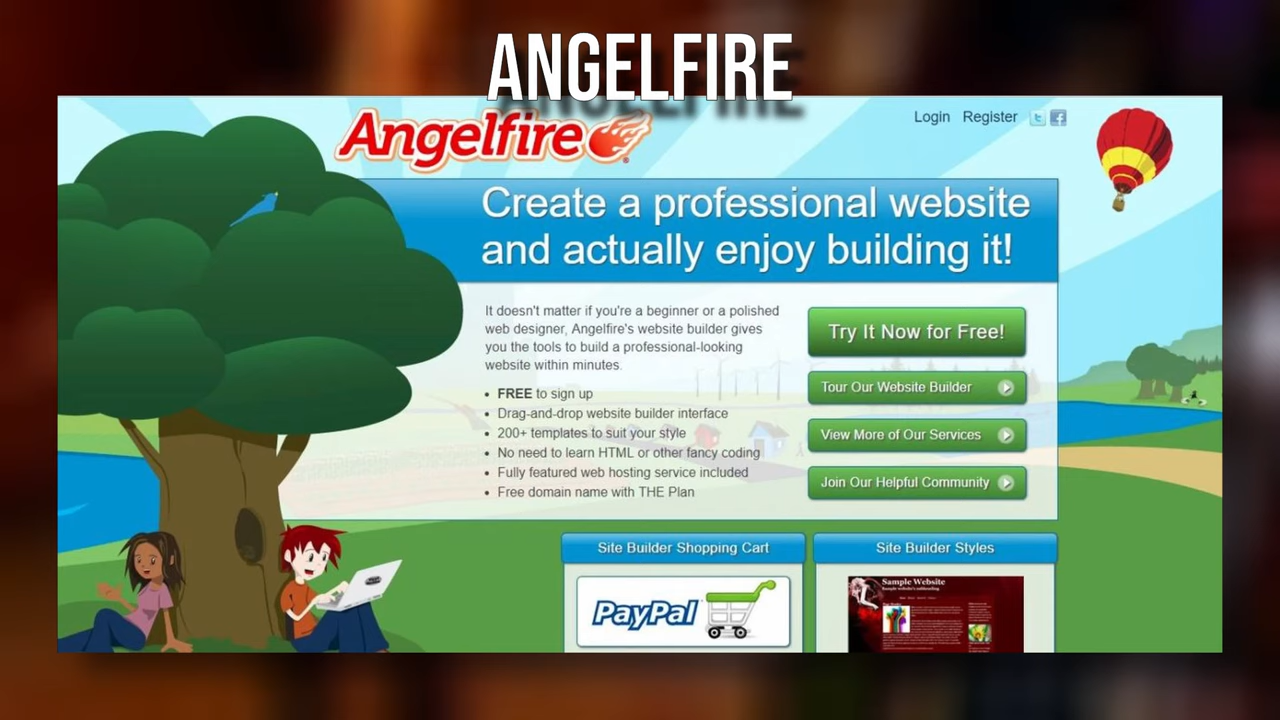 ANGELFIRE
Angelfire
Login Register
Create a professional website
and actually enjoy building it!
It doesn't matter if you're a beginner or a polished
web designer, Angelfire's website builder gives
you the tools to build a professional-looking
website within minutes.
• FREE to sign up
• Drag-and-drop website builder interface
• 200+ templates to suit your style
• No need to learn HTML or other fancy coding
• Fully featured web hosting service included
• Free domain name with THE Plan
Try It Now for Free!
Tour Our Website Builder
View More of Our Services
Join Our Helpful Community
Site Builder Shopping Cart
PayPal
Site Builder Styles
Sample Website